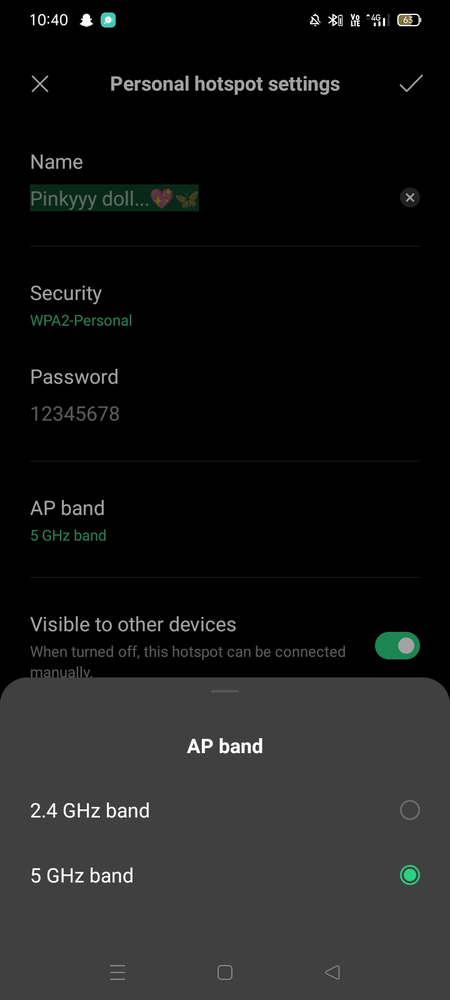 10:40
Vo LTE 4G 63
Personal hotspot settings
Name
Pinkyyy doll...💖🦋
Security
WPA2-Personal
Password
12345678
AP band
5 GHz band
Visible to other devices
When turned off, this hotspot can be connected
manually.
AP band
2.4 GHz band
5 GHz band